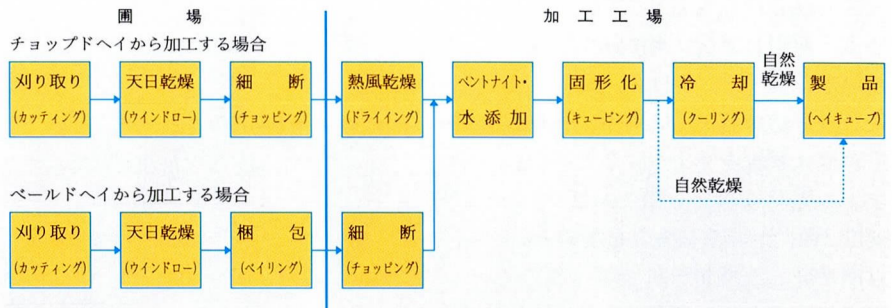 圃場
加工工場
チョップドヘイから加工する場合
刈り取り
(カッティング)
天日乾燥
(ウインドロー)
細断
(チョッピング)
熱風乾燥
(ドライイング)
ベントナイト・
水添加
固形化
(キュービング)
冷却
(クーリング)
自然
乾燥
製品
(ヘイキューブ)
自然乾燥
ベールドヘイから加工する場合
刈り取り
(カッティング)
天日乾燥
(ウインドロー)
梱包
(ベイリング)
細断
(チョッピング)